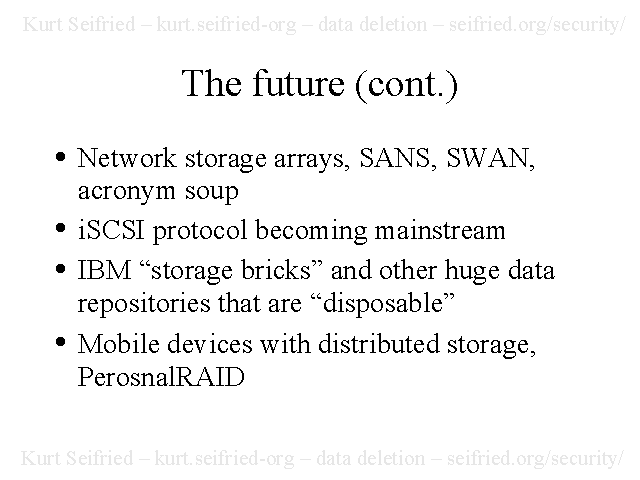 Kurt Seifried – kurt.seifried-org – data deletion – seifried.org/security/
The future (cont.)
• Network storage arrays, SANS, SWAN,
acronym soup
• iSCSI protocol becoming mainstream
• IBM “storage bricks” and other huge data
repositories that are “disposable”
• Mobile devices with distributed storage,
PerosnalRAID
Kurt Seifried – kurt.seifried-org – data deletion – seifried.org/security/